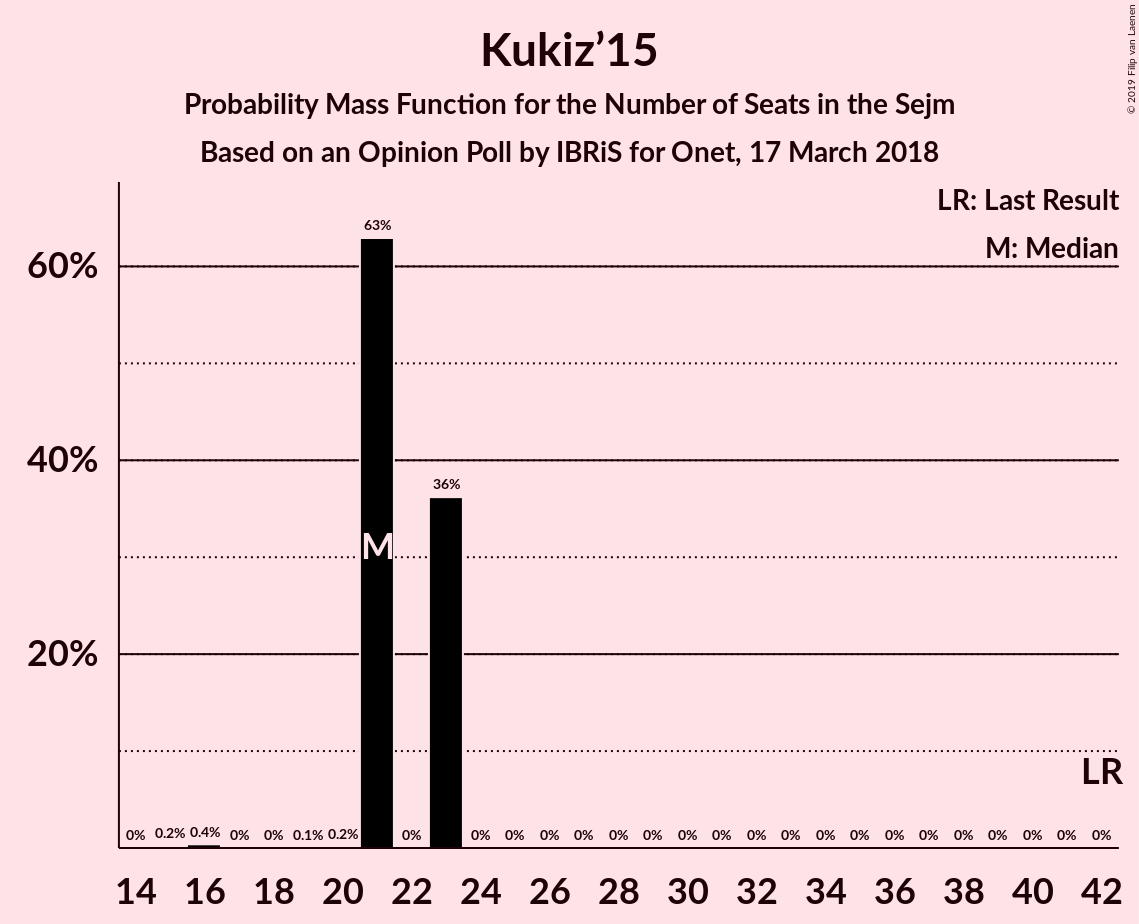 Kukiz’15
Probability Mass Function for the Number of Seats in the Sejm
Based on an Opinion Poll by IBRiS for Onet, 17 March 2018
© 2019 Filip van Laenen
LR: Last Result
M: Median
63%
60%
40%
36%
M
20%
LR
0% 0.2% 0.4% 0% 0% 0.1% 0.2% 0% 0% 0% 0% 0% 0% 0% 0% 0% 0% 0% 0% 0% 0% 0% 0% 0% 0% 0% 0%
14 16 18 20 22 24 26 28 30 32 34 36 38 40 42